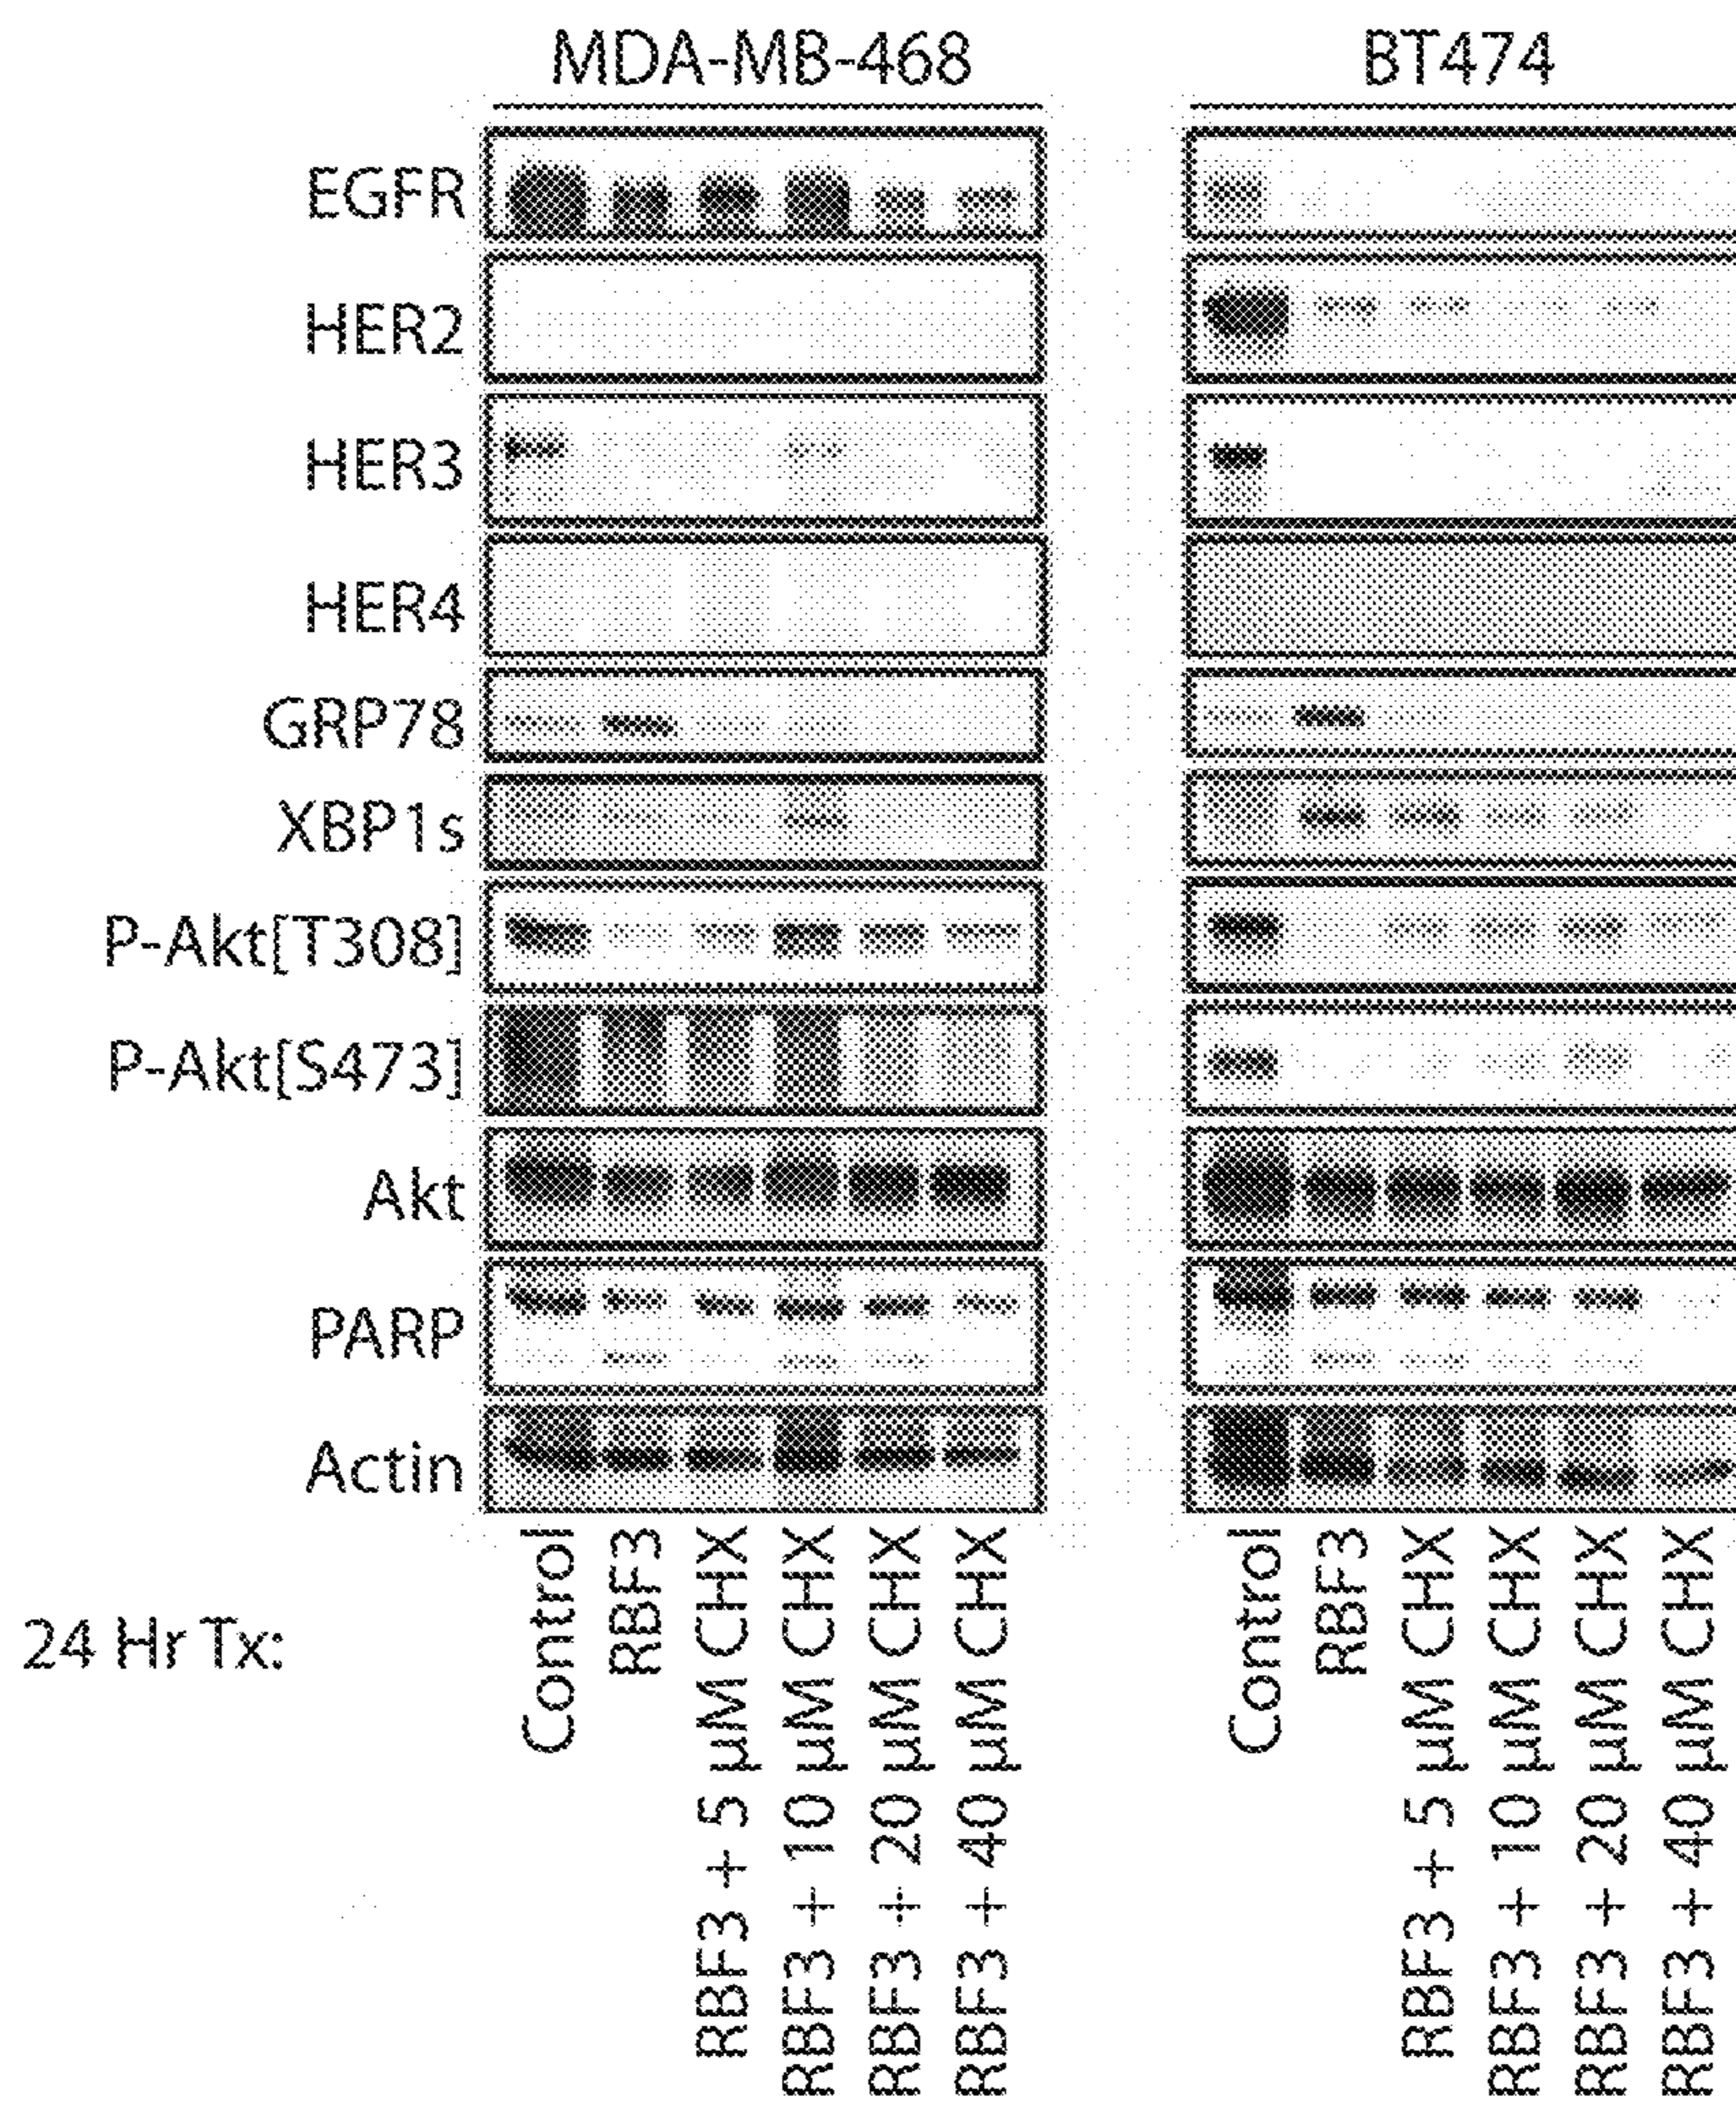 MDA-MB-468
BT474
EGFR
HER2
HER3
HER4
GRP78
XBP1s
P-Akt[T308]
P-Akt[S473]
Akt
PARP
Actin
24 Hr Tx:
Control
RBF3
RBF3 + 5 µM CHX
RBF3 + 10 µM CHX
RBF3 + 20 µM CHX
RBF3 + 40 µM CHX
Control
RBF3
RBF3 + 5 µM CHX
RBF3 + 10 µM CHX
RBF3 + 20 µM CHX
RBF3 + 40 µM CHX